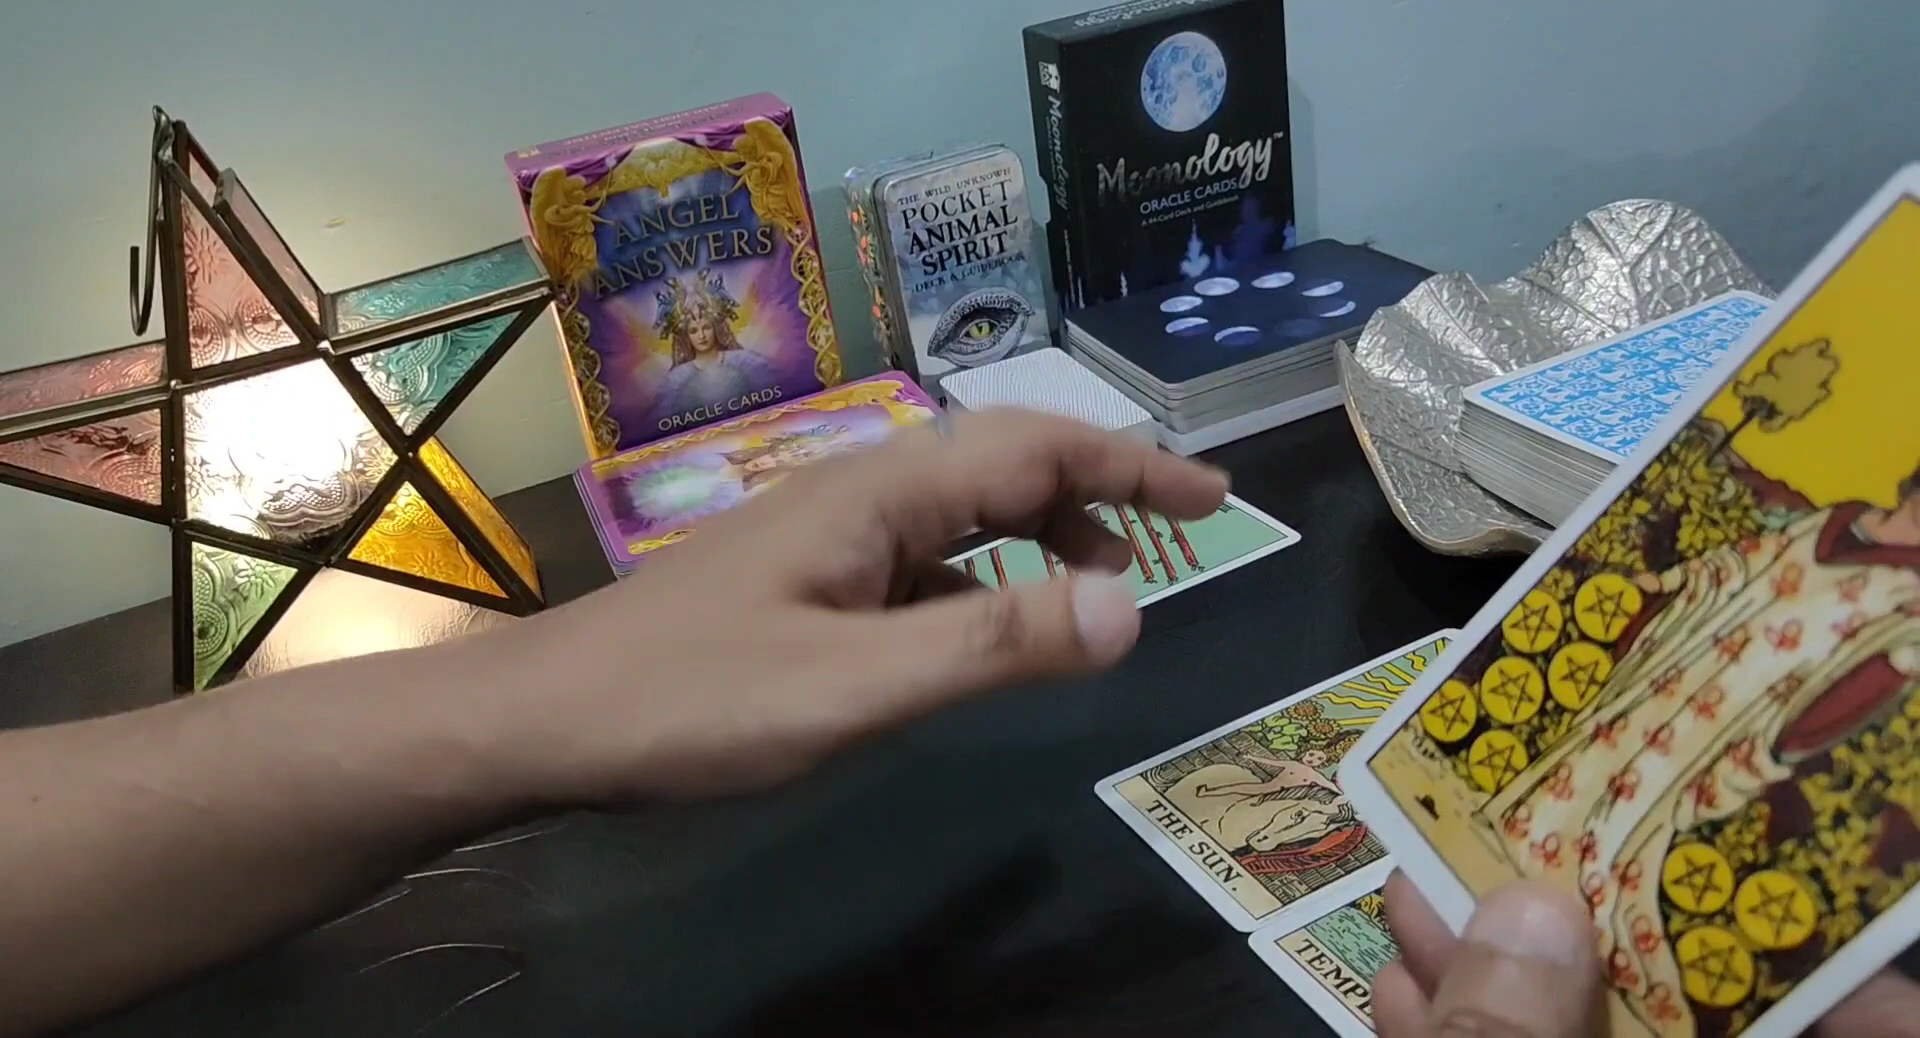 ANGEL
ANSWERS
ORACLE CARDS
THE WILD UNKNOWN
POCKET
ANIMAL
SPIRIT
DECK & GUIDEBOOK
Moonology™
ORACLE CARDS
A 44-Card Deck and Guidebook
Moonology
THE SUN.
TEMPE